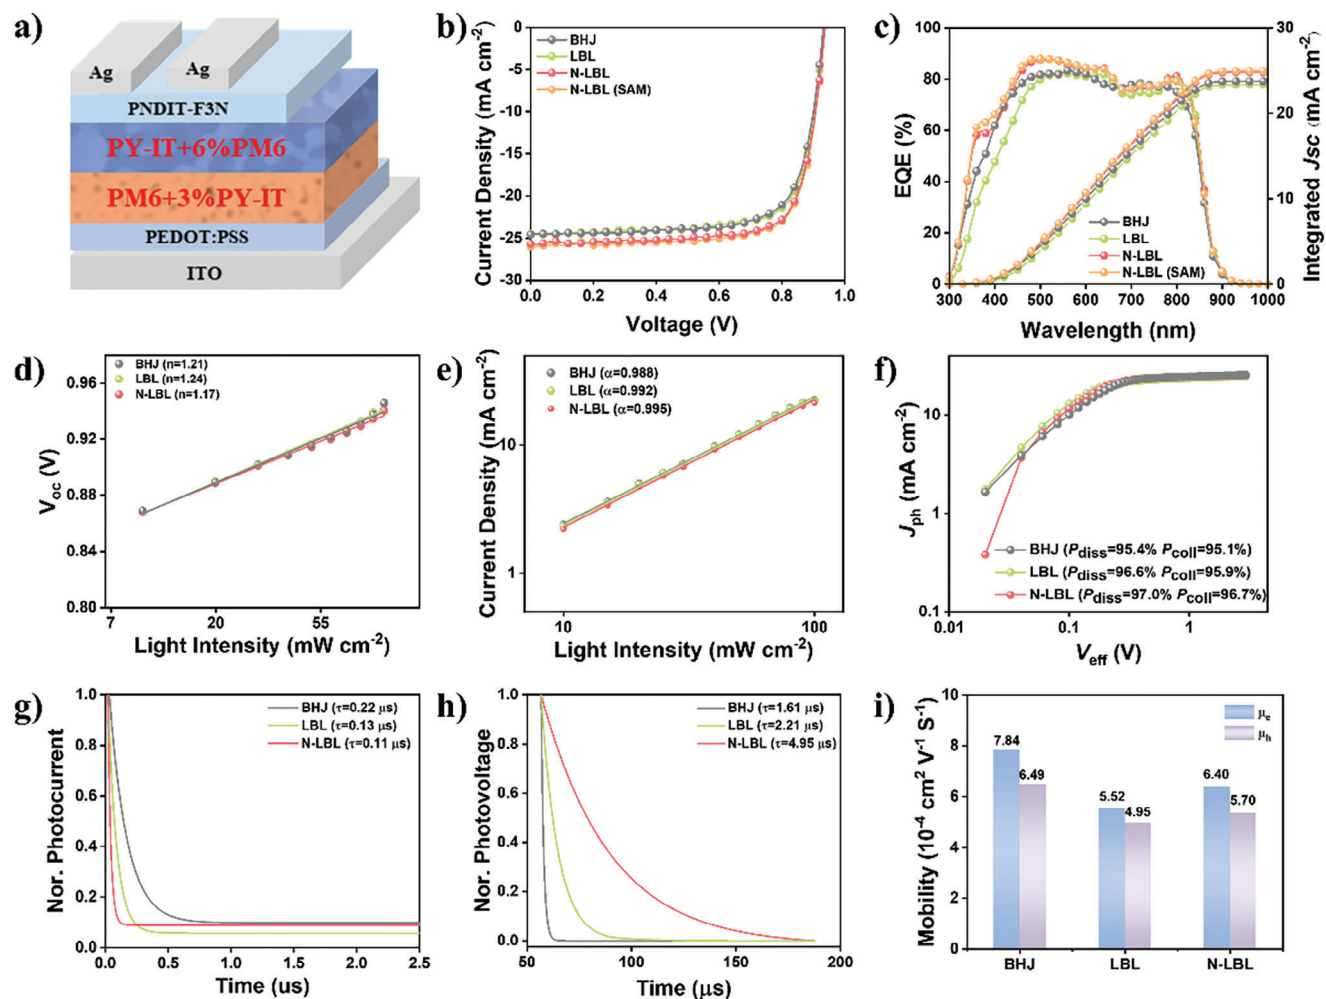 a)
Ag
Ag
PNDIT-F3N
PY-IT+6%PM6
PM6+3%PY-IT
PEDOT:PSS
ITO
b)
Current Density (mA cm-2)
0
-5
-10
-15
-20
-25
-30
BHJ
LBL
N-LBL
N-LBL (SAM)
0.0 0.2 0.4 0.6 0.8 1.0
Voltage (V)
c)
EQE (%)
100
80
60
40
20
0
30
20
10
0
Integrated Jsc (mA cm-2)
BHJ
LBL
N-LBL
N-LBL (SAM)
300 400 500 600 700 800 900 1000
Wavelength (nm)
d)
Voc (V)
0.96
0.92
0.88
0.84
0.80
BHJ (n=1.21)
LBL (n=1.24)
N-LBL (n=1.17)
7 20 55
Light Intensity (mW cm-2)
e)
Current Density (mA cm-2)
10
1
BHJ (α=0.988)
LBL (α=0.992)
N-LBL (α=0.995)
10 100
Light Intensity (mW cm-2)
f)
Jph (mA cm-2)
10
1
0.1
BHJ (Pdiss=95.4% Pcoll=95.1%)
LBL (Pdiss=96.6% Pcoll=95.9%)
N-LBL (Pdiss=97.0% Pcoll=96.7%)
0.01 0.1 1
Veff (V)
g)
Nor. Photocurrent
1.0
0.8
0.6
0.4
0.2
0.0
BHJ (τ=0.22 μs)
LBL (τ=0.13 μs)
N-LBL (τ=0.11 μs)
0.0 0.5 1.0 1.5 2.0 2.5
Time (us)
h)
Nor. Photovoltage
1.0
0.8
0.6
0.4
0.2
0.0
BHJ (τ=1.61 μs)
LBL (τ=2.21 μs)
N-LBL (τ=4.95 μs)
50 100 150 200
Time (μs)
i)
Mobility (10-4 cm2 V-1 S-1)
10
8
6
4
2
0
μe
μh
7.84
6.49
5.52
4.95
6.40
5.70
BHJ LBL N-LBL